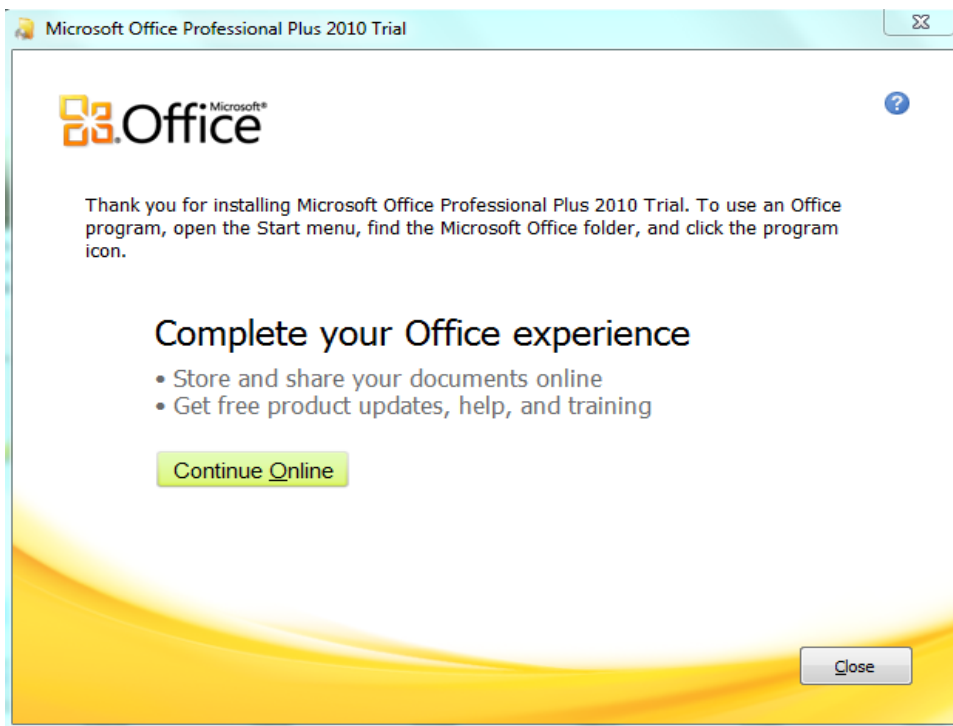 Microsoft Office Professional Plus 2010 Trial
Microsoft®
Office
Thank you for installing Microsoft Office Professional Plus 2010 Trial. To use an Office
program, open the Start menu, find the Microsoft Office folder, and click the program
icon.
Complete your Office experience
• Store and share your documents online
• Get free product updates, help, and training
Continue Online
Close